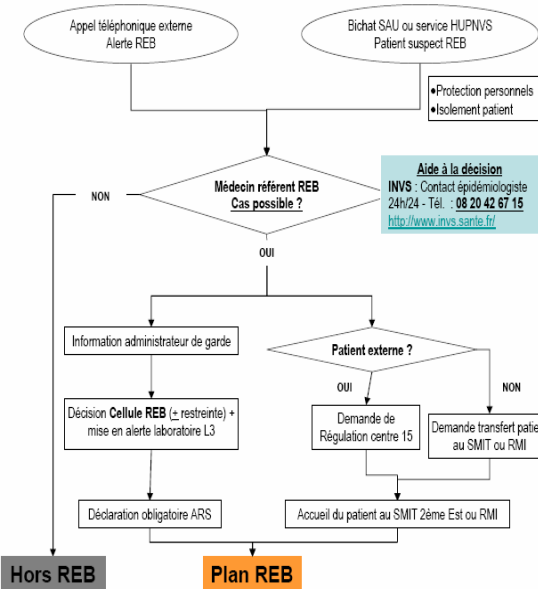 Appel téléphonique externe
Alerte REB
Bichat SAU ou service HUPNVS
Patient suspect REB
•Protection personnels
•Isolement patient
Médecin référent REB
Cas possible ?
NON
Aide à la décision
INVS : Contact épidémiologiste
24h/24 - Tél. : 08 20 42 67 15
http://www.invs.sante.fr/
OUI
Information administrateur de garde
Patient externe ?
OUI
NON
Décision Cellule REB (+ restreinte) +
mise en alerte laboratoire L3
Demande de
Régulation centre 15
Demande transfert patie
au SMIT ou RMI
Déclaration obligatoire ARS
Accueil du patient au SMIT 2ème Est ou RMI
Hors REB
Plan REB